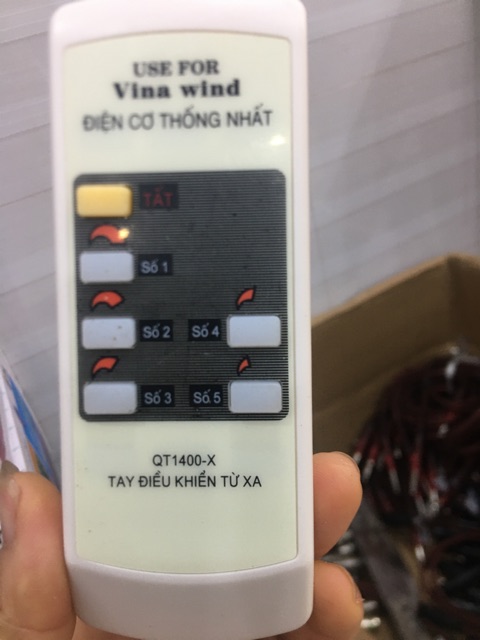 USE FOR
Vina wind
ĐIỆN CƠ THỐNG NHẤT
TẮT
Số 1
Số 2 Số 4
Số 3 Số 5
QT1400-X
TAY ĐIỀU KHIỂN TỪ XA